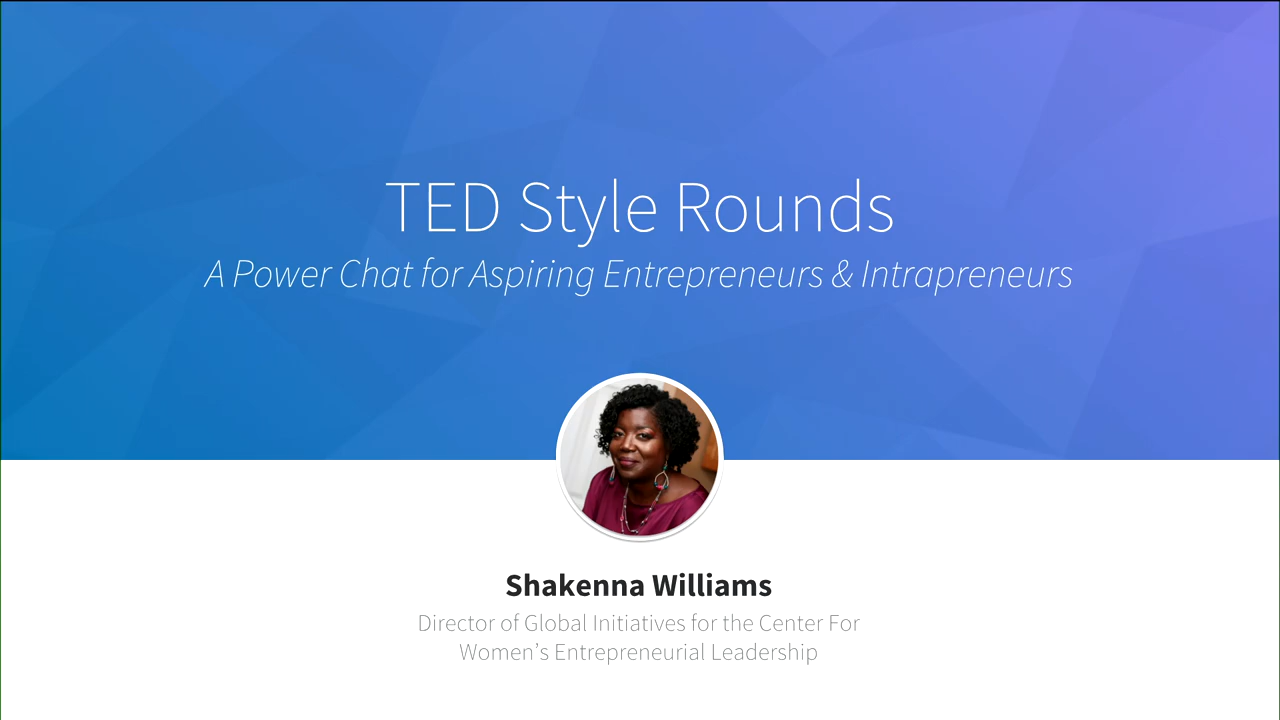 TED Style Rounds
A Power Chat for Aspiring Entrepreneurs & Intrapreneurs
Shakenna Williams
Director of Global Initiatives for the Center For
Women’s Entrepreneurial Leadership